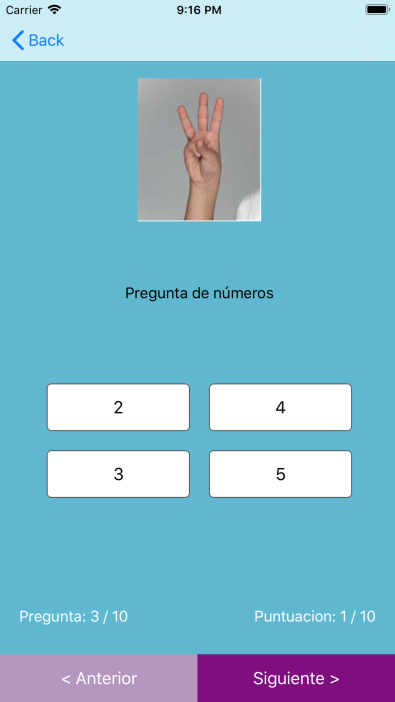 Carrier 9:16 PM
Back
Pregunta de números
2 4
3 5
Pregunta: 3 / 10 Puntuacion: 1 / 10
< Anterior Siguiente >